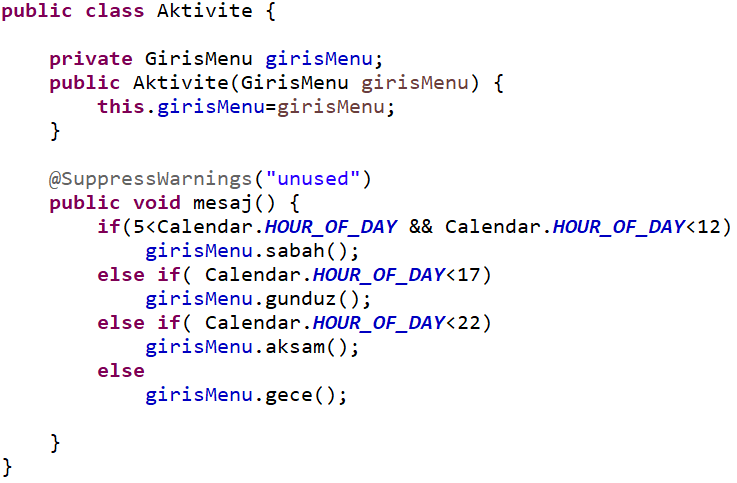 public class Aktivite {
private GirisMenu girisMenu;
public Aktivite(GirisMenu girisMenu) {
this.girisMenu=girisMenu;
}
@SuppressWarnings("unused")
public void mesaj() {
if(5<Calendar.HOUR_OF_DAY && Calendar.HOUR_OF_DAY<12)
girisMenu.sabah();
else if( Calendar.HOUR_OF_DAY<17)
girisMenu.gunduz();
else if( Calendar.HOUR_OF_DAY<22)
girisMenu.aksam();
else
girisMenu.gece();
}
}